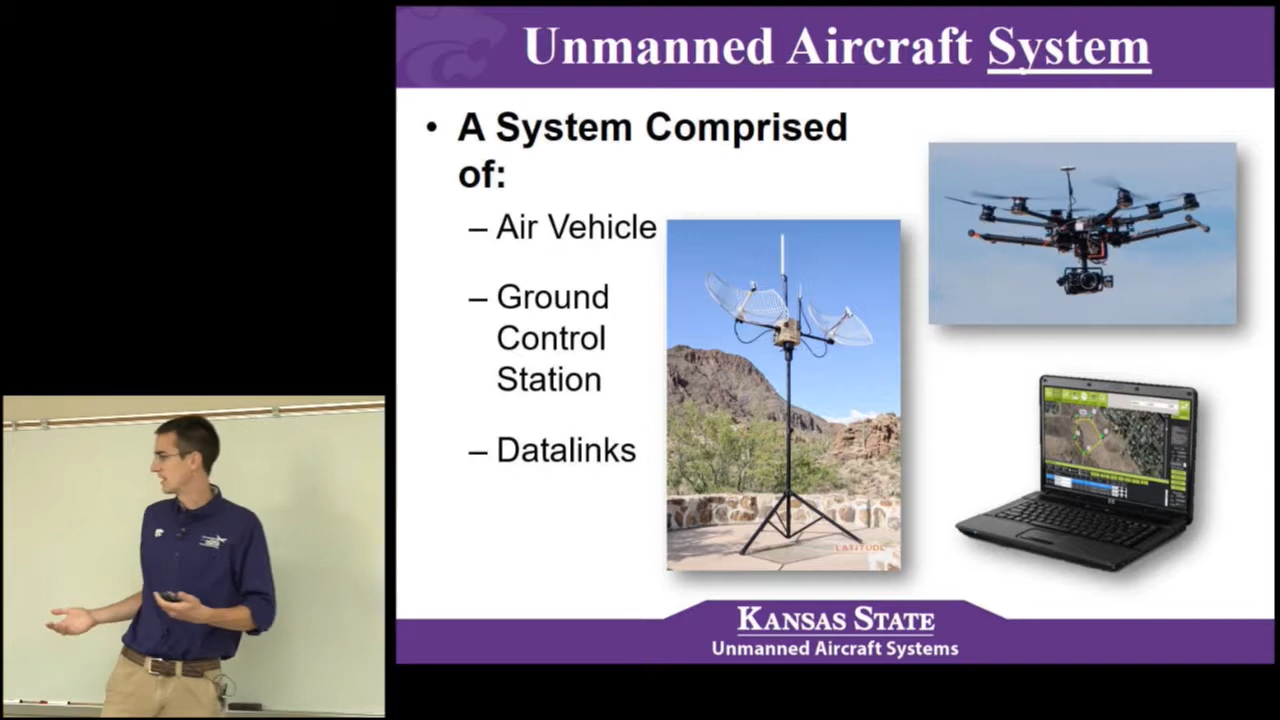 Unmanned Aircraft System
• A System Comprised
of:
– Air Vehicle
– Ground
Control
Station
– Datalinks
LATITUDE
KANSAS STATE
Unmanned Aircraft Systems